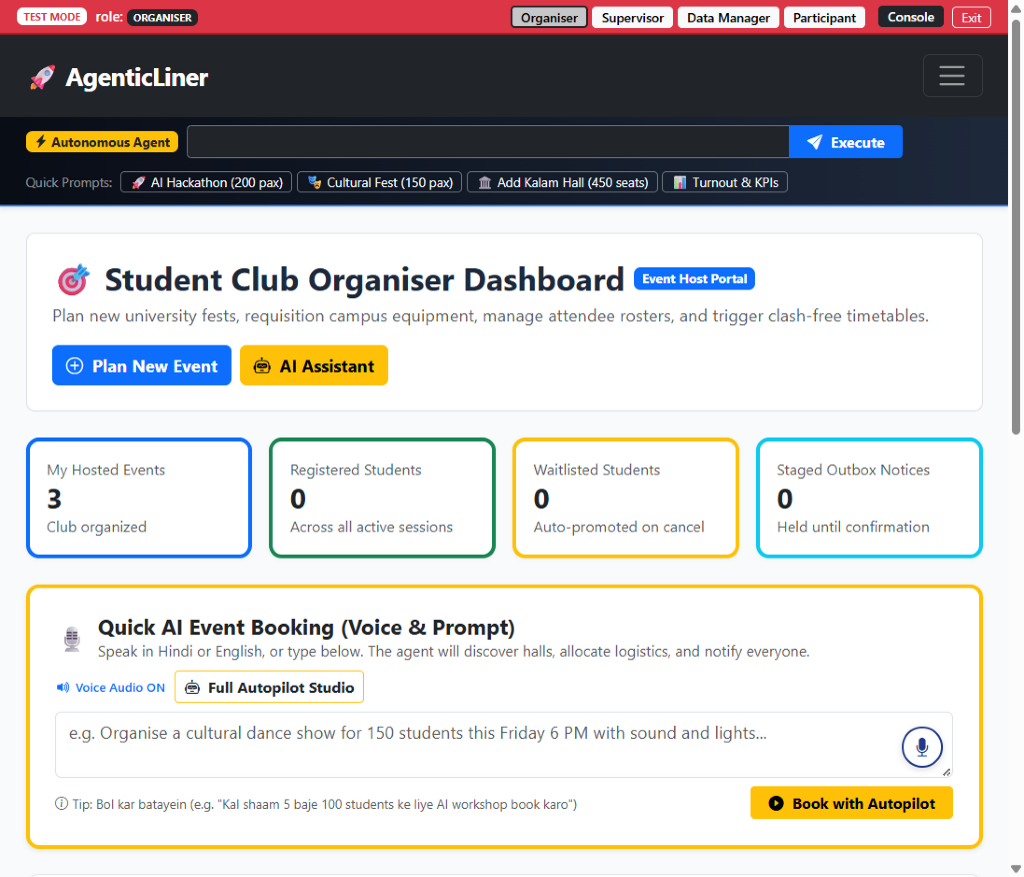 TEST MODE role: ORGANISER Organiser Supervisor Data Manager Participant Console Exit
AgenticLiner
Autonomous Agent Execute
Quick Prompts: AI Hackathon (200 pax) Cultural Fest (150 pax) Add Kalam Hall (450 seats) Turnout & KPIs
Student Club Organiser Dashboard Event Host Portal
Plan new university fests, requisition campus equipment, manage attendee rosters, and trigger clash-free timetables.
Plan New Event AI Assistant
My Hosted Events
3
Club organized
Registered Students
0
Across all active sessions
Waitlisted Students
0
Auto-promoted on cancel
Staged Outbox Notices
0
Held until confirmation
Quick AI Event Booking (Voice & Prompt)
Speak in Hindi or English, or type below. The agent will discover halls, allocate logistics, and notify everyone.
Voice Audio ON Full Autopilot Studio
e.g. Organise a cultural dance show for 150 students this Friday 6 PM with sound and lights...
Tip: Bol kar batayein (e.g. "Kal shaam 5 baje 100 students ke liye AI workshop book karo") Book with Autopilot